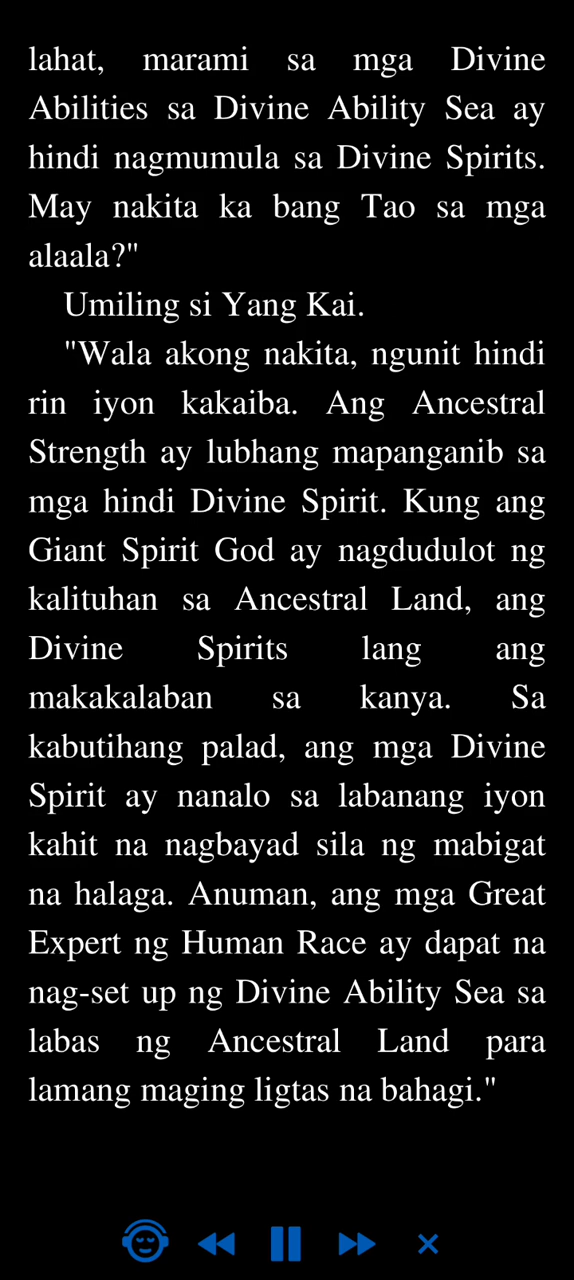 lahat, marami sa mga Divine
Abilities sa Divine Ability Sea ay
hindi nagmumula sa Divine Spirits.
May nakita ka bang Tao sa mga
alaala?"
Umiling si Yang Kai.
"Wala akong nakita, ngunit hindi
rin iyon kakaiba. Ang Ancestral
Strength ay lubhang mapanganib sa
mga hindi Divine Spirit. Kung ang
Giant Spirit God ay nagdudulot ng
kalituhan sa Ancestral Land, ang
Divine Spirits lang ang
makakalaban sa kanya. Sa
kabutihang palad, ang mga Divine
Spirit ay nanalo sa labanang iyon
kahit na nagbayad sila ng mabigat
na halaga. Anuman, ang mga Great
Expert ng Human Race ay dapat na
nag-set up ng Divine Ability Sea sa
labas ng Ancestral Land para
lamang maging ligtas na bahagi."